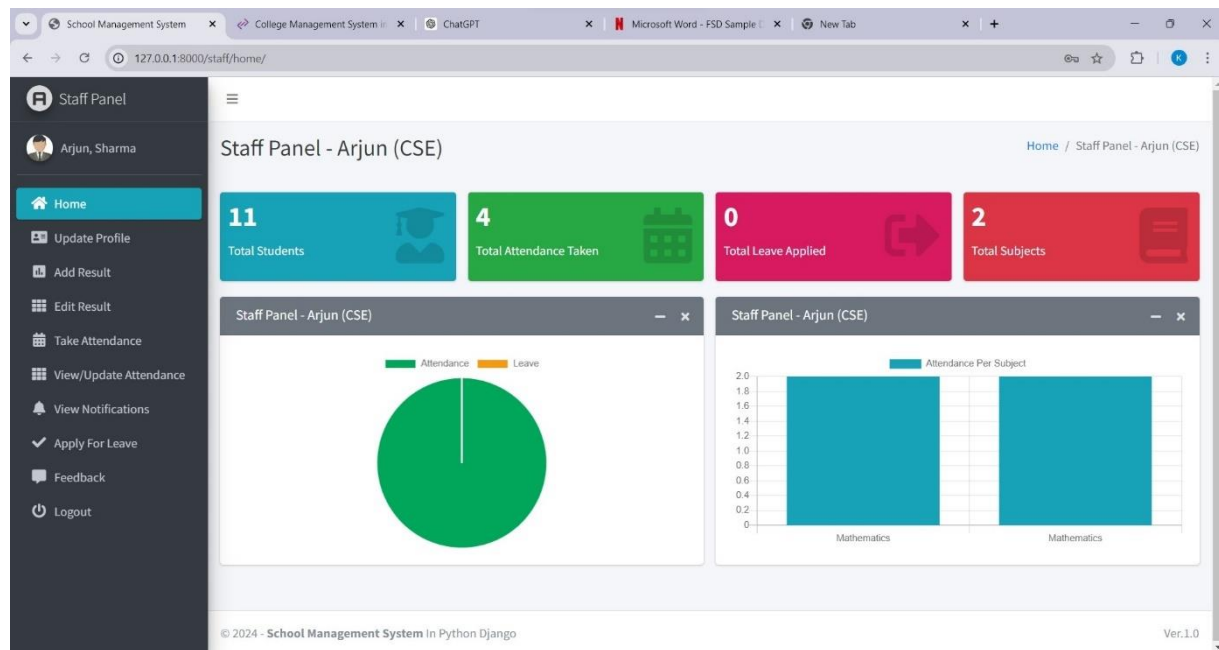 School Management System
College Management System i
ChatGPT
Microsoft Word - FSD Sample
New Tab
127.0.0.1:8000/staff/home/
K
Staff Panel
Arjun, Sharma
Home
Update Profile
Add Result
Edit Result
Take Attendance
View/Update Attendance
View Notifications
Apply For Leave
Feedback
Logout
Staff Panel - Arjun (CSE)
Home / Staff Panel - Arjun (CSE)
11
Total Students
4
Total Attendance Taken
0
Total Leave Applied
2
Total Subjects
Staff Panel - Arjun (CSE)
Attendance Leave
Staff Panel - Arjun (CSE)
Attendance Per Subject
2.0
1.8
1.6
1.4
1.2
1.0
0.8
0.6
0.4
0.2
0
Mathematics Mathematics
© 2024 - School Management System In Python Django
Ver.1.0